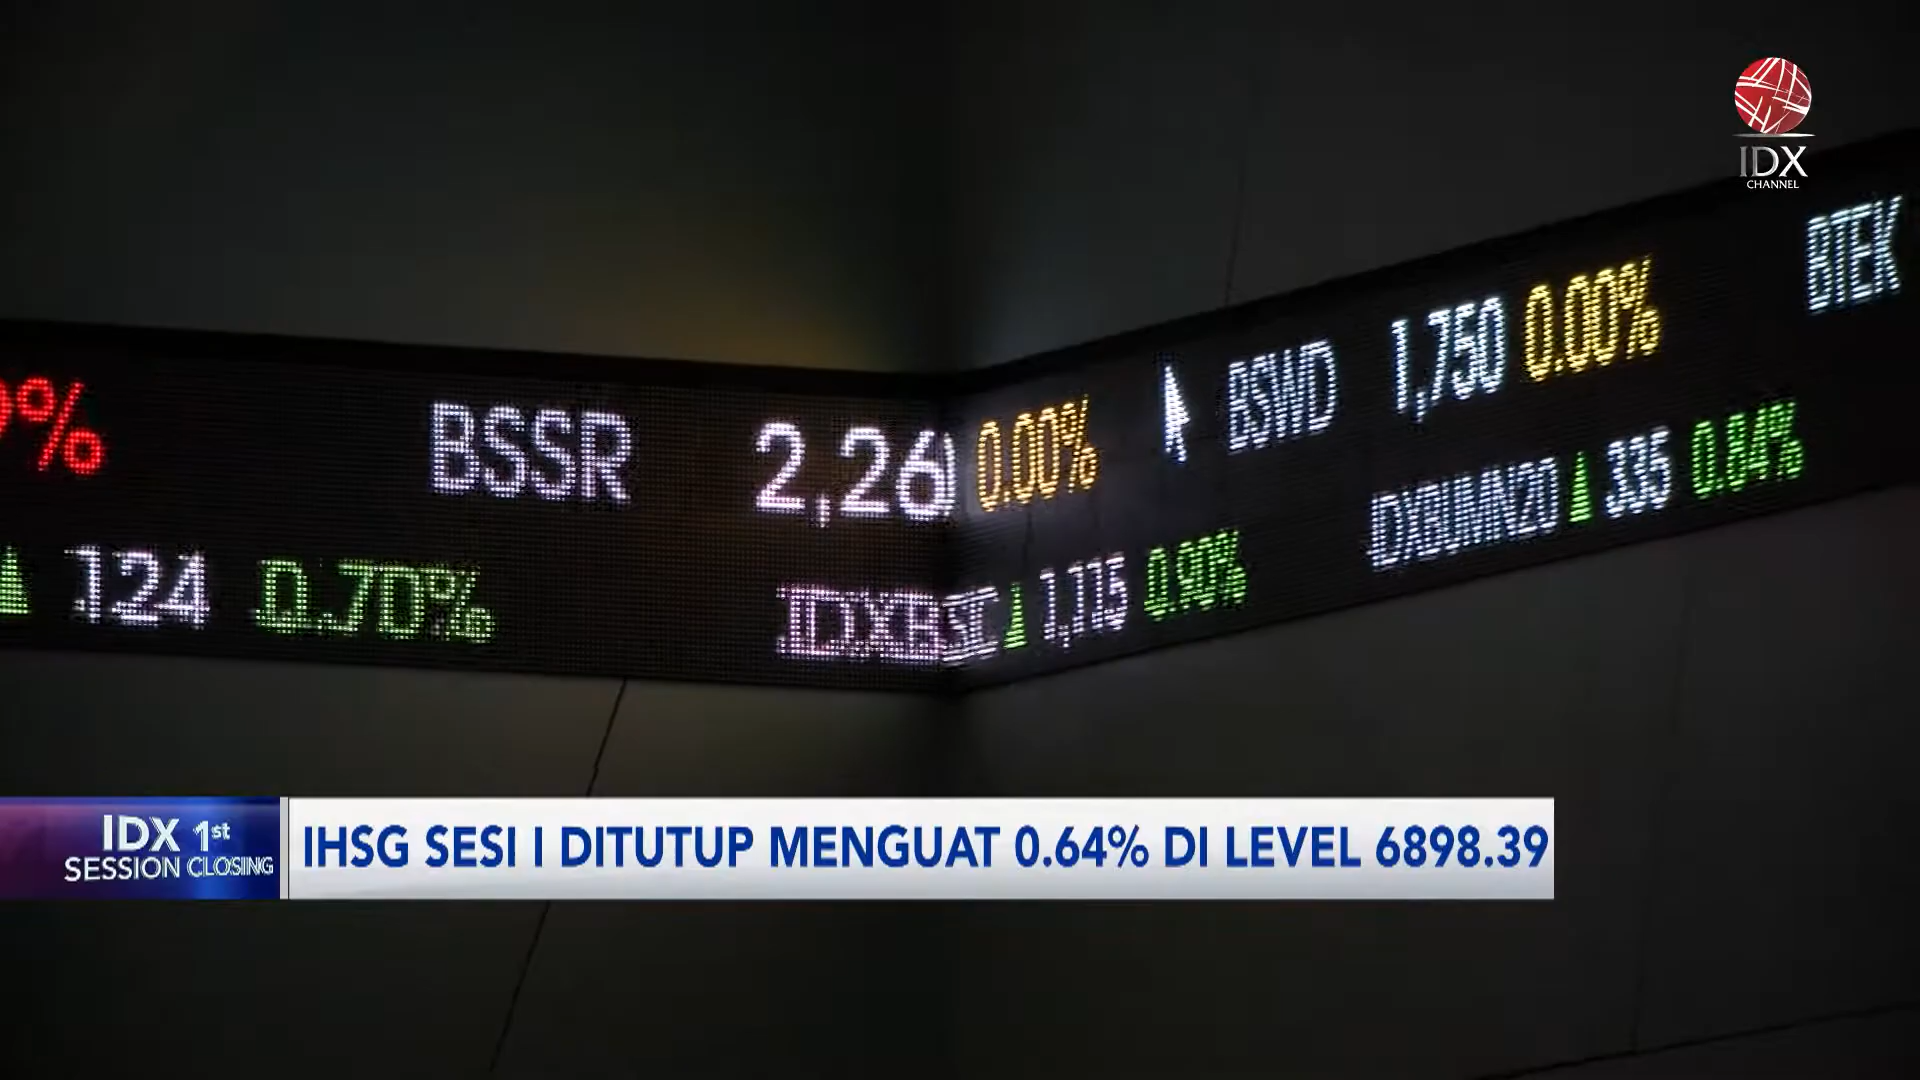 IDX
CHANNEL
9%
BSSR 2,26 0.00% BSWD 1,750 0.00% BTEK
124 0.70% IDXBSC 1,115 0.90% IDXBUMN20 335 0.84%
IDX 1st
SESSION CLOSING
IHSG SESI I DITUTUP MENGUAT 0.64% DI LEVEL 6898.39